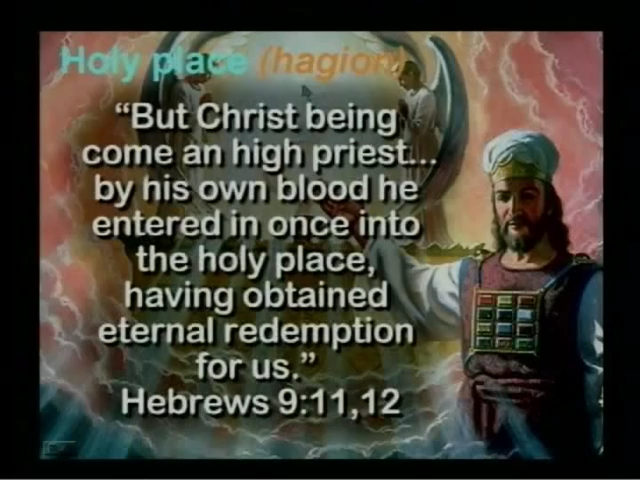 Holy place (hagion)
“But Christ being
come an high priest...
by his own blood he
entered in once into
the holy place,
having obtained
eternal redemption
for us.”
Hebrews 9:11,12